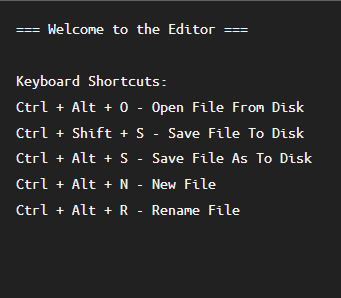 === Welcome to the Editor ===
Keyboard Shortcuts:
Ctrl + Alt + O - Open File From Disk
Ctrl + Shift + S - Save File To Disk
Ctrl + Alt + S - Save File As To Disk
Ctrl + Alt + N - New File
Ctrl + Alt + R - Rename File